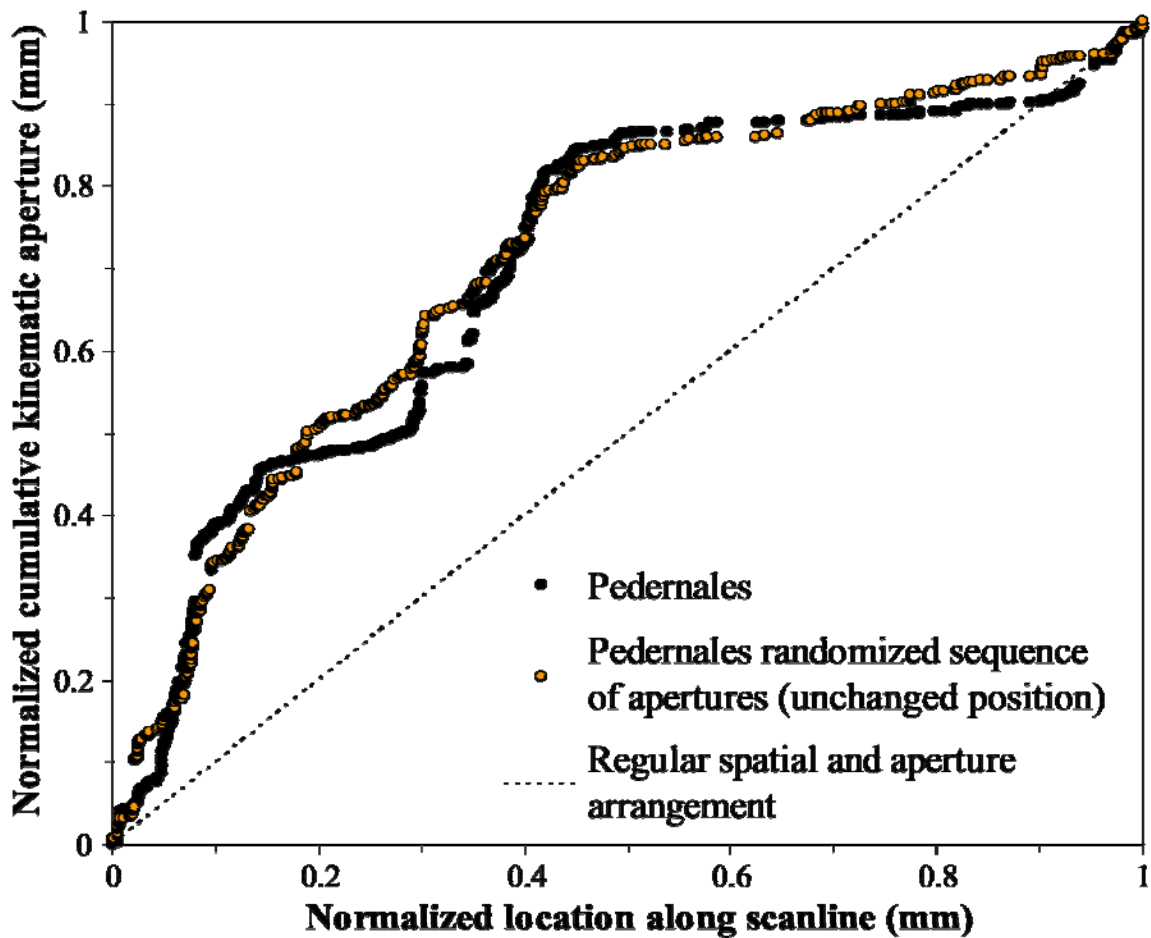 Normalized cumulative kinematic aperture (mm)
1
0.8
0.6
0.4
0.2
0
Pedernales
Pedernales randomized sequence
of apertures (unchanged position)
Regular spatial and aperture
arrangement
0
0.2
0.4
0.6
0.8
1
Normalized location along scanline (mm)